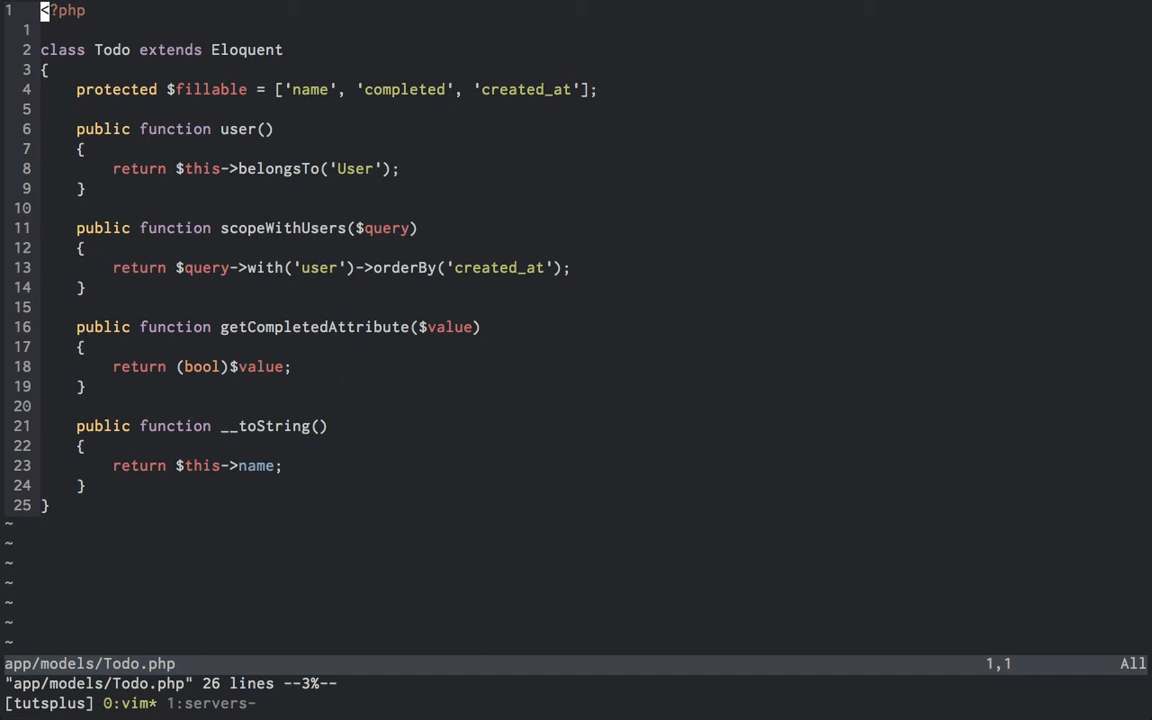 1   <?php
  1
  2 class Todo extends Eloquent
  3 {
  4     protected $fillable = ['name', 'completed', 'created_at'];
  5
  6     public function user()
  7     {
  8         return $this->belongsTo('User');
  9     }
 10
 11     public function scopeWithUsers($query)
 12     {
 13         return $query->with('user')->orderBy('created_at');
 14     }
 15
 16     public function getCompletedAttribute($value)
 17     {
 18         return (bool)$value;
 19     }
 20
 21     public function __toString()
 22     {
 23         return $this->name;
 24     }
 25 }
~
~
~
~
~
~
~
app/models/Todo.php 1,1 All
"app/models/Todo.php" 26 lines --3%--
[tutsplus] 0:vim* 1:servers-